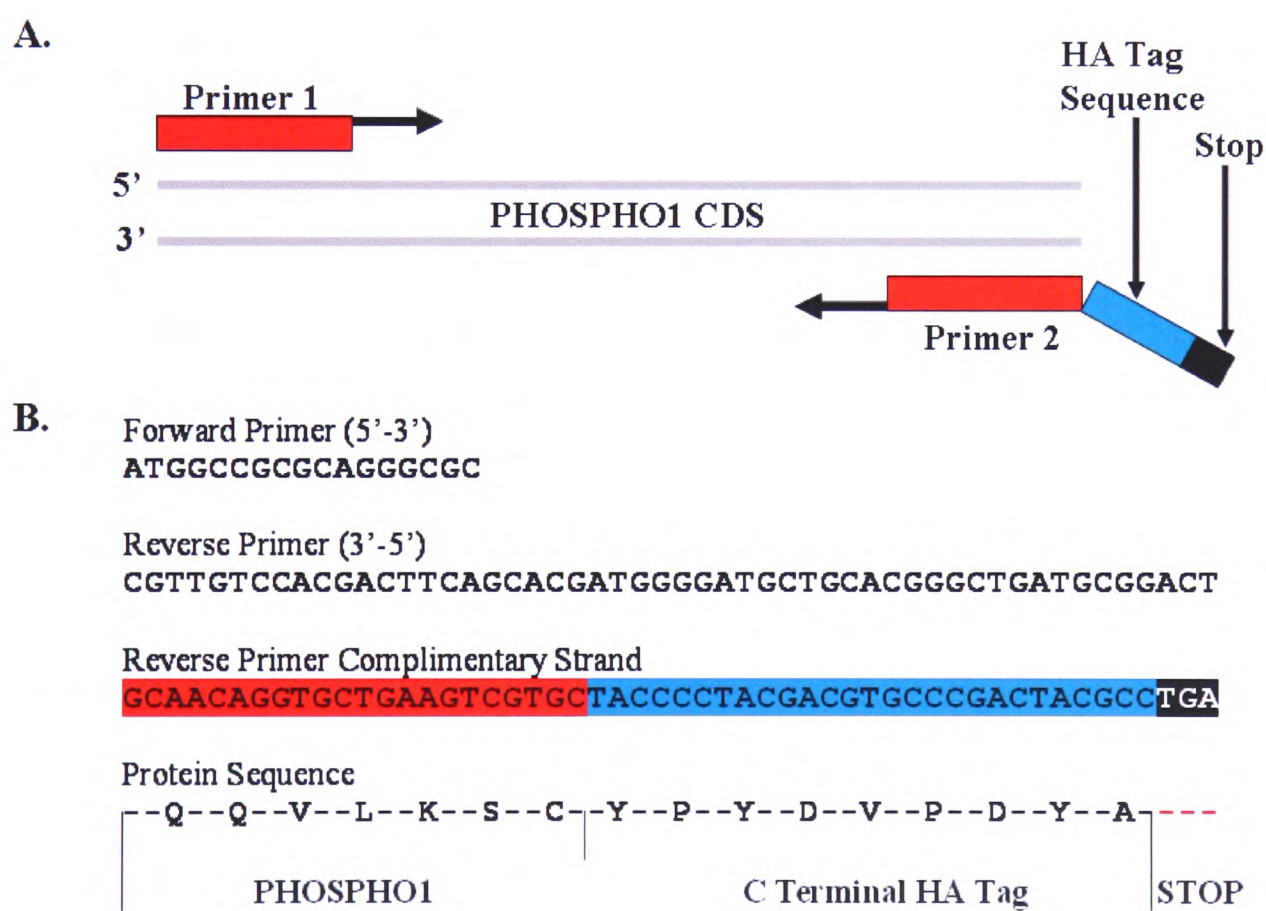 A.
HA Tag
Sequence
Primer 1
Stop
5’
PHOSPHO1 CDS
3’
Primer 2
B.
Forward Primer (5’-3’)
ATGGCCGCGCAGGGCGC
Reverse Primer (3’-5’)
CGTTGTCCACGACTTCAGCACGATGGGGATGCTGCACGGGCTGATGCGGACT
Reverse Primer Complimentary Strand
GCAACAGGTGCTGAAGTCGTGCTACCCCTACGACGTGCCCGACTACGCCTGA
Protein Sequence
--Q--Q--V--L--K--S--C--Y--P--Y--D--V--P--D--Y--A----
PHOSPHO1 C Terminal HA Tag STOP